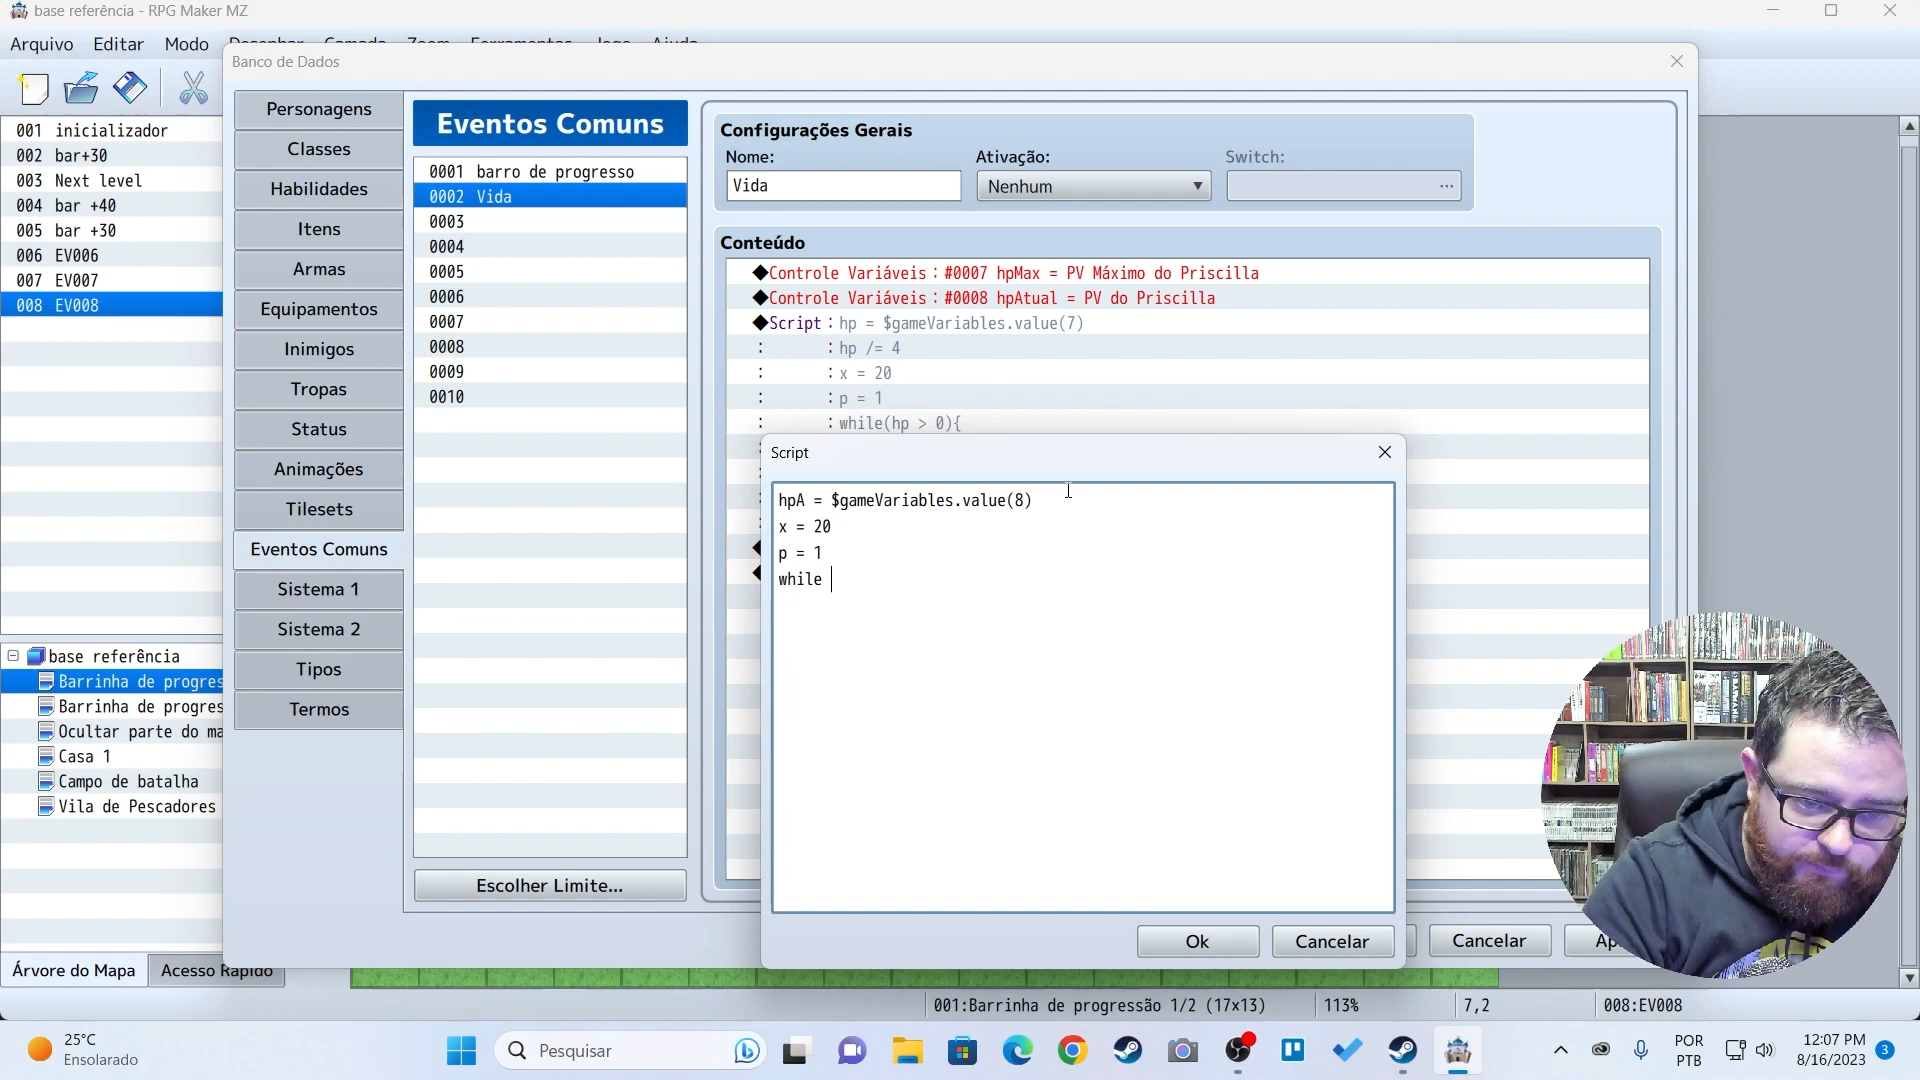 base referência - RPG Maker MZ
Arquivo Editar Modo
Banco de Dados
001 inicializador
002 bar+30
003 Next level
004 bar +40
005 bar +30
006 EV006
007 EV007
008 EV008
base referência
Barrinha de progres
Barrinha de progres
Ocultar parte do ma
Casa 1
Campo de batalha
Vila de Pescadores
Árvore do Mapa
Acesso Rápido
Personagens
Classes
Habilidades
Itens
Armas
Equipamentos
Inimigos
Tropas
Status
Animações
Tilesets
Eventos Comuns
Sistema 1
Sistema 2
Tipos
Termos
Eventos Comuns
0001 barro de progresso
0002 Vida
0003
0004
0005
0006
0007
0008
0009
0010
Escolher Limite...
Configurações Gerais
Nome: Ativação: Switch:
Vida Nenhum ...
Conteúdo
◆Controle Variáveis:#0007 hpMax = PV Máximo do Priscilla
◆Controle Variáveis:#0008 hpAtual = PV do Priscilla
◆Script:hp = $gameVariables.value(7)
: :hp /= 4
: :x = 20
: :p = 1
: :while(hp > 0){
Script
hpA = $gameVariables.value(8)
x = 20
p = 1
while
Ok
Cancelar
Cancelar
001:Barrinha de progressão 1/2 (17x13)
113%
7,2
008:EV008
25°C
Ensolarado
Pesquisar
POR
PTB
12:07 PM
8/16/2023
3